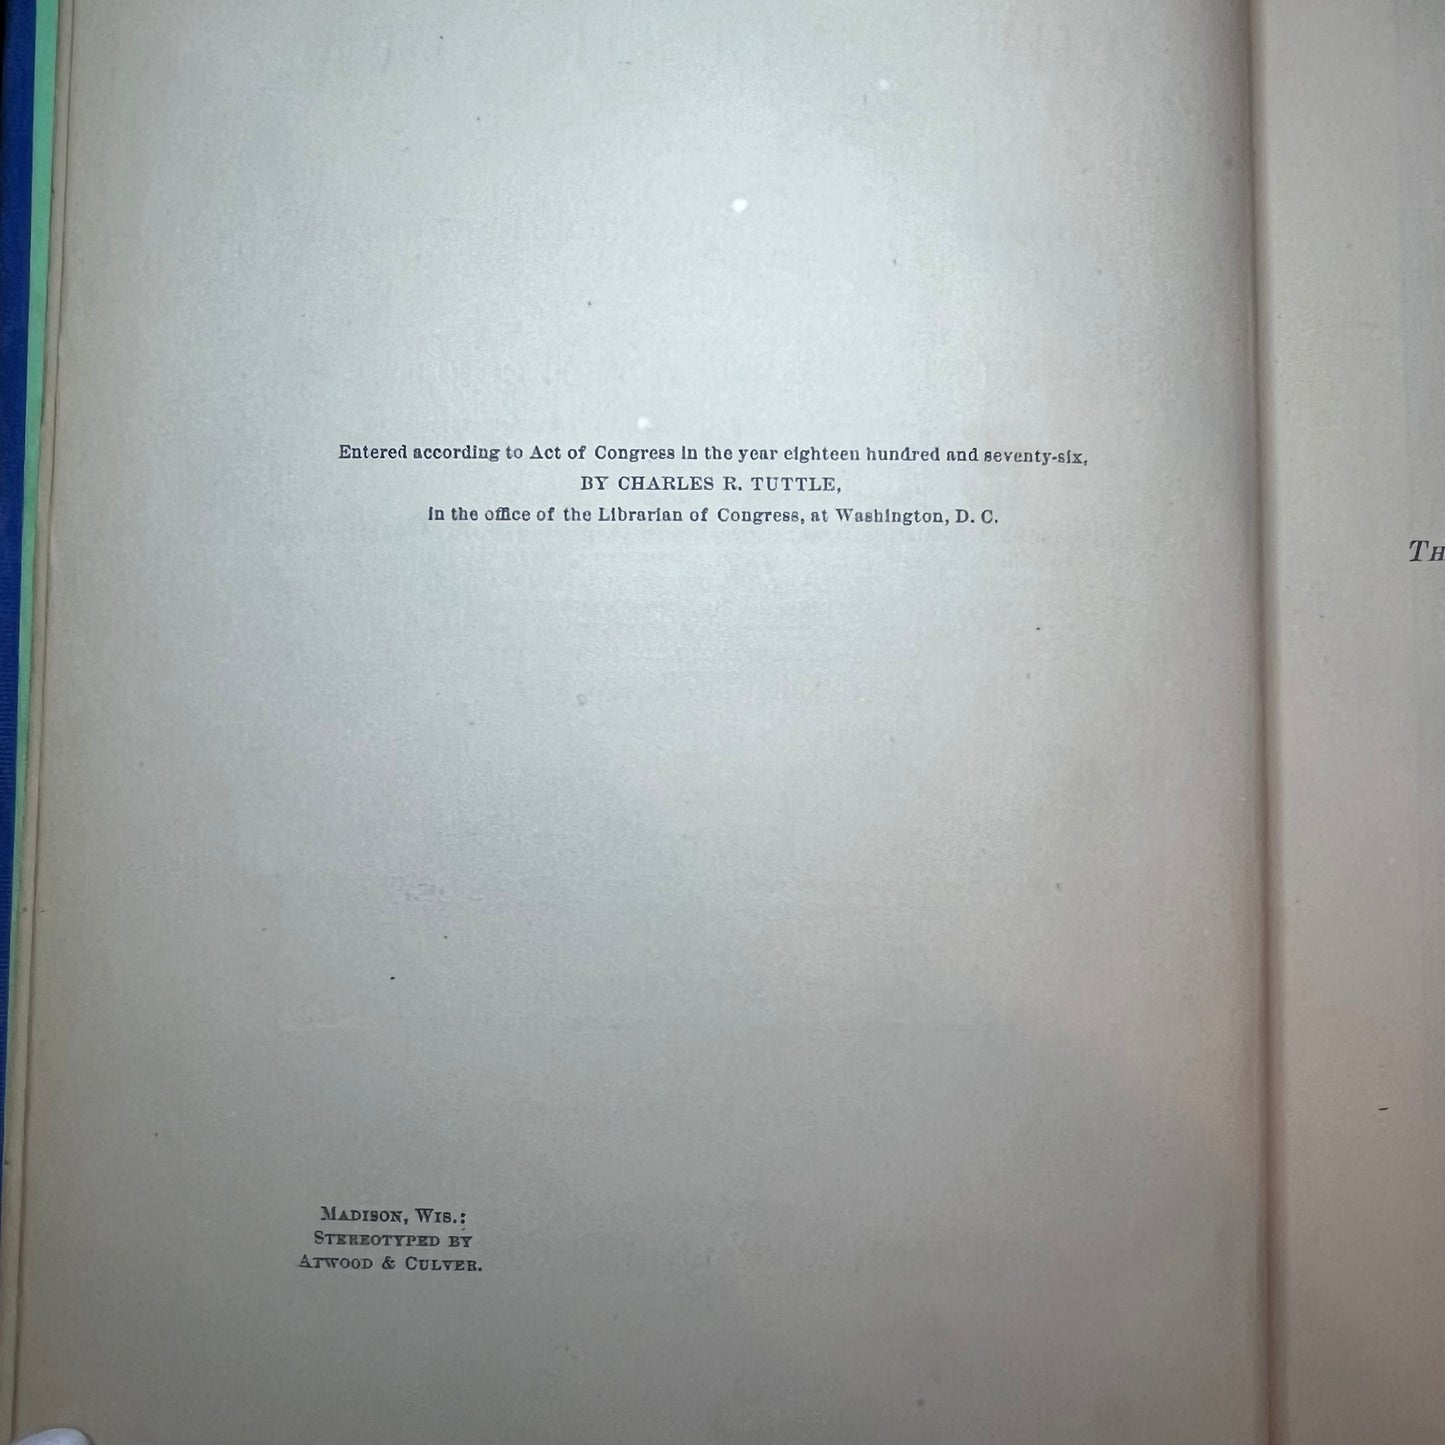 Entered according to Act of Congress in the year eighteen hundred and seventy-six,
BY CHARLES R. TUTTLE,
in the office of the Librarian of Congress, at Washington, D. C.
TH
MADISON, WIS.:
STEREOTYPED BY
ATWOOD & CULVER.